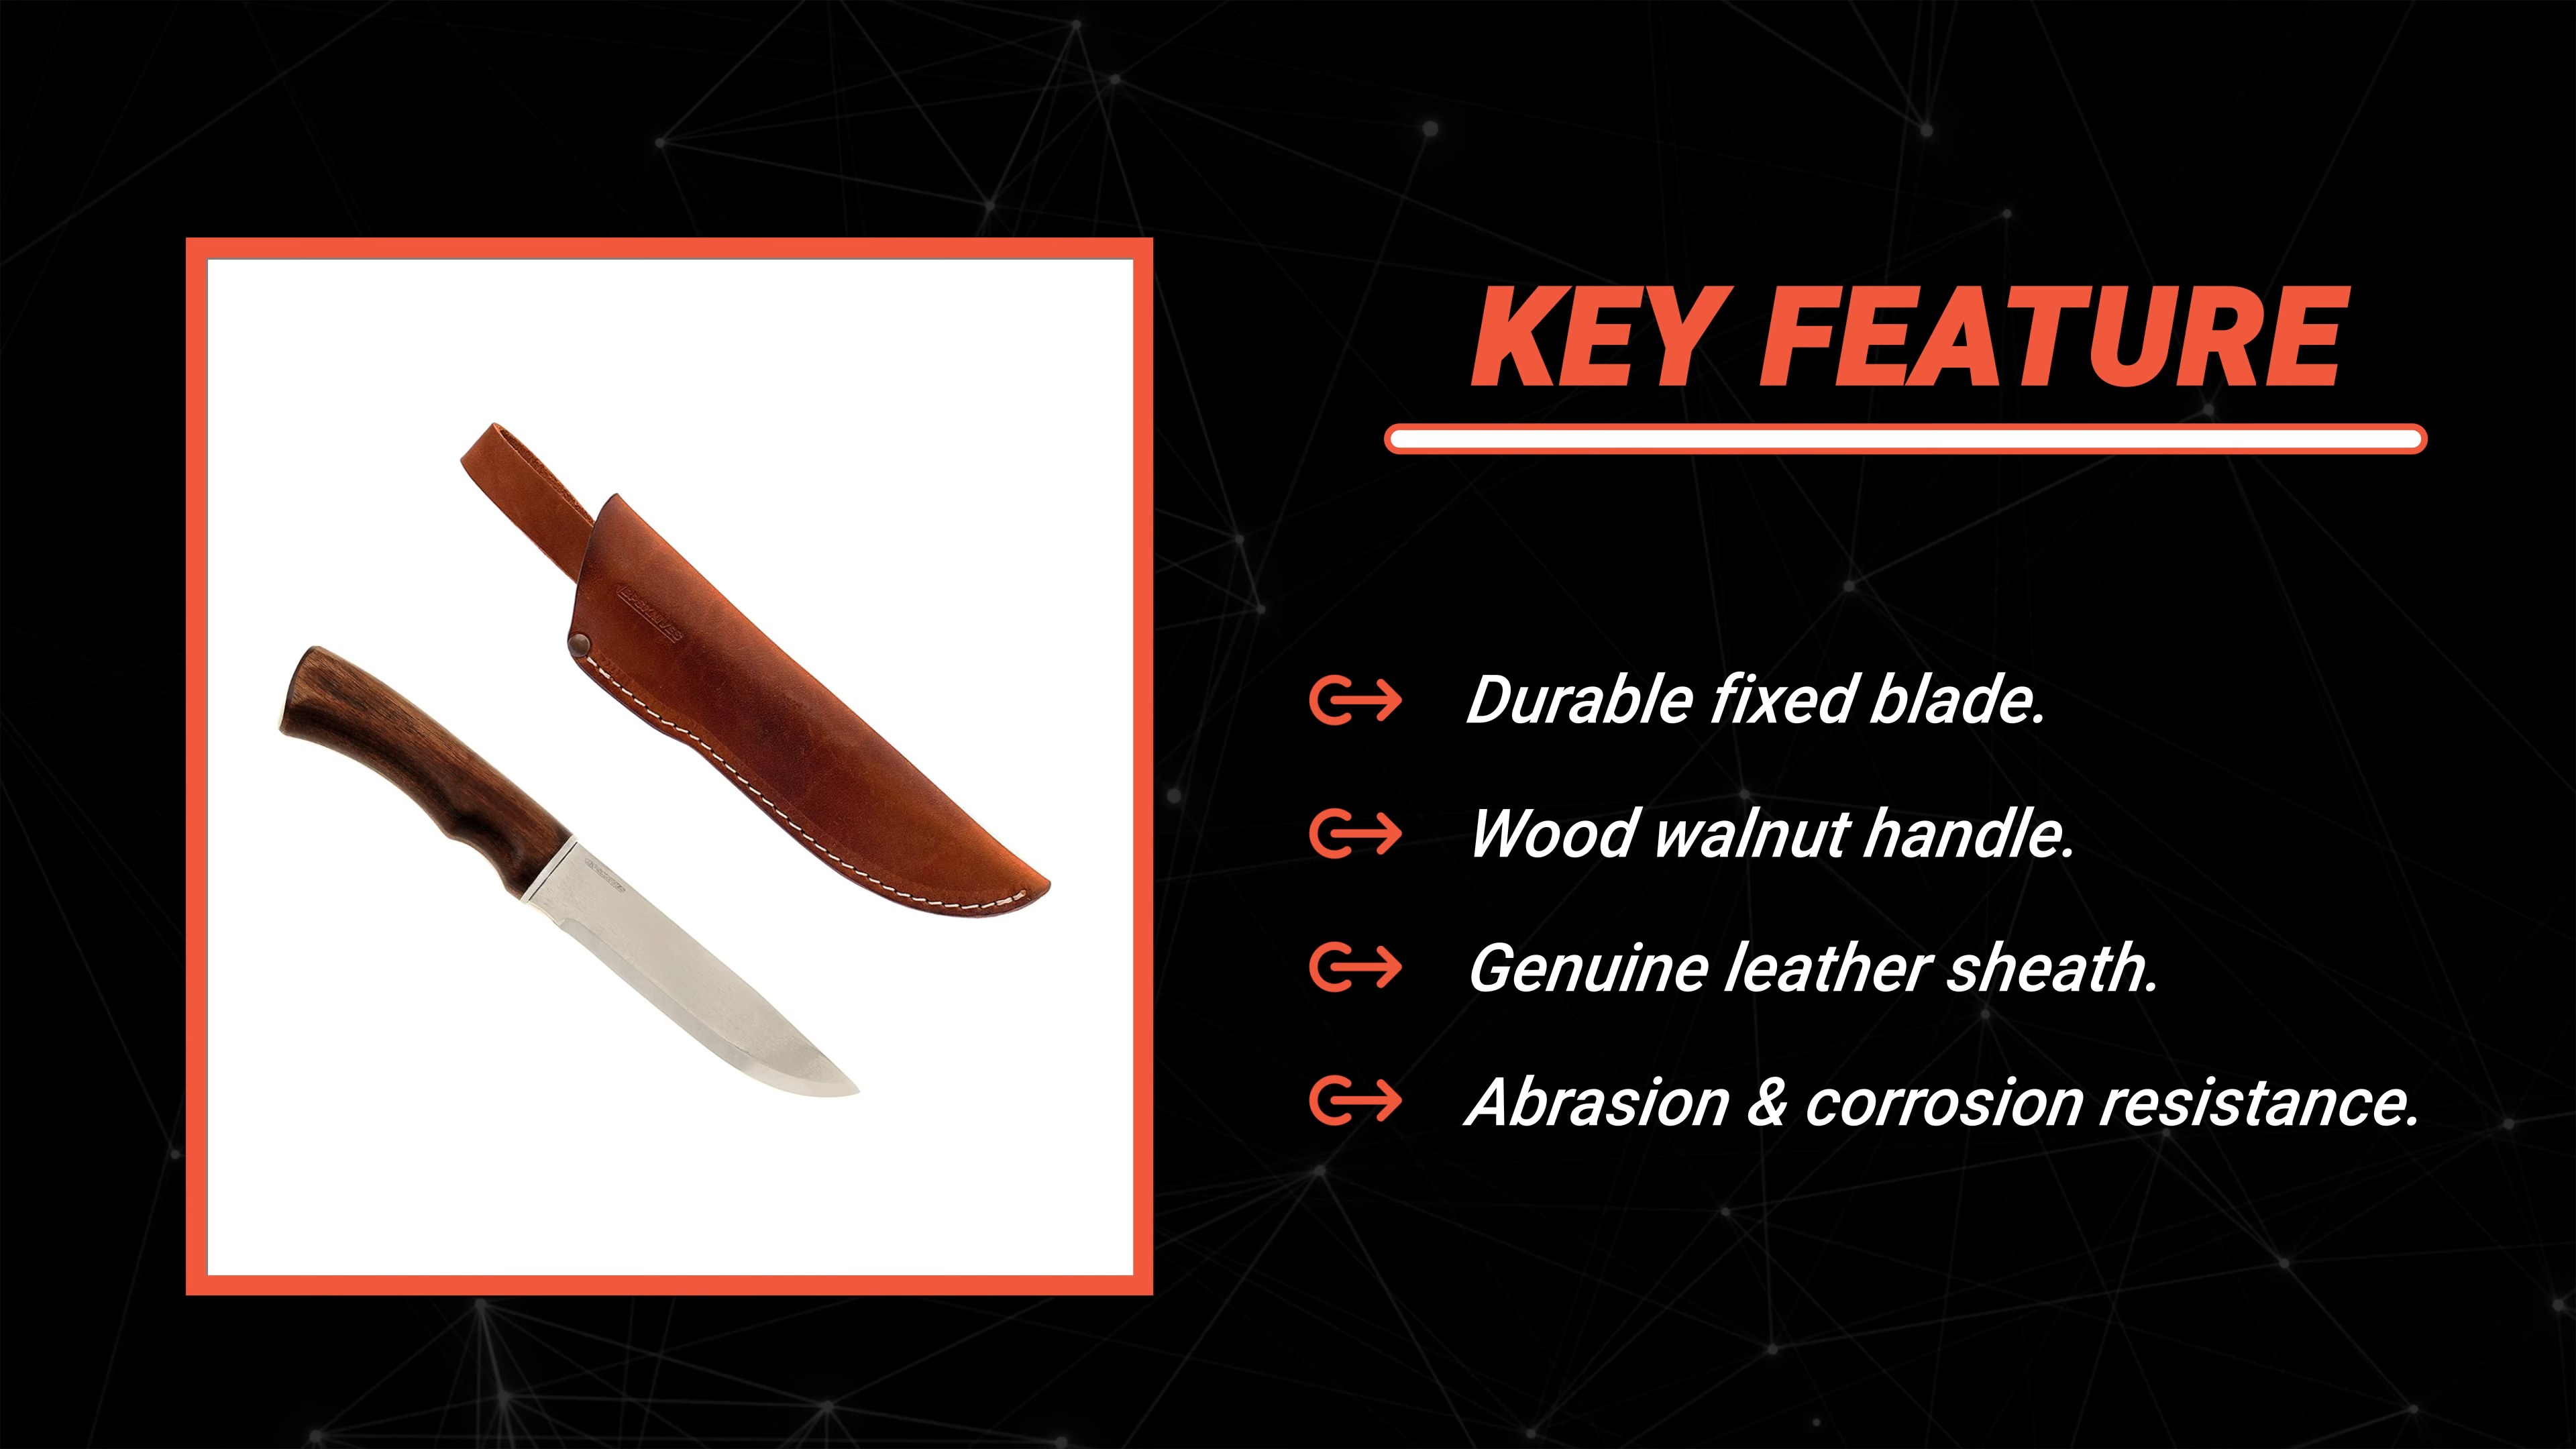 KEY FEATURE
Durable fixed blade.
Wood walnut handle.
Genuine leather sheath.
Abrasion & corrosion resistance.